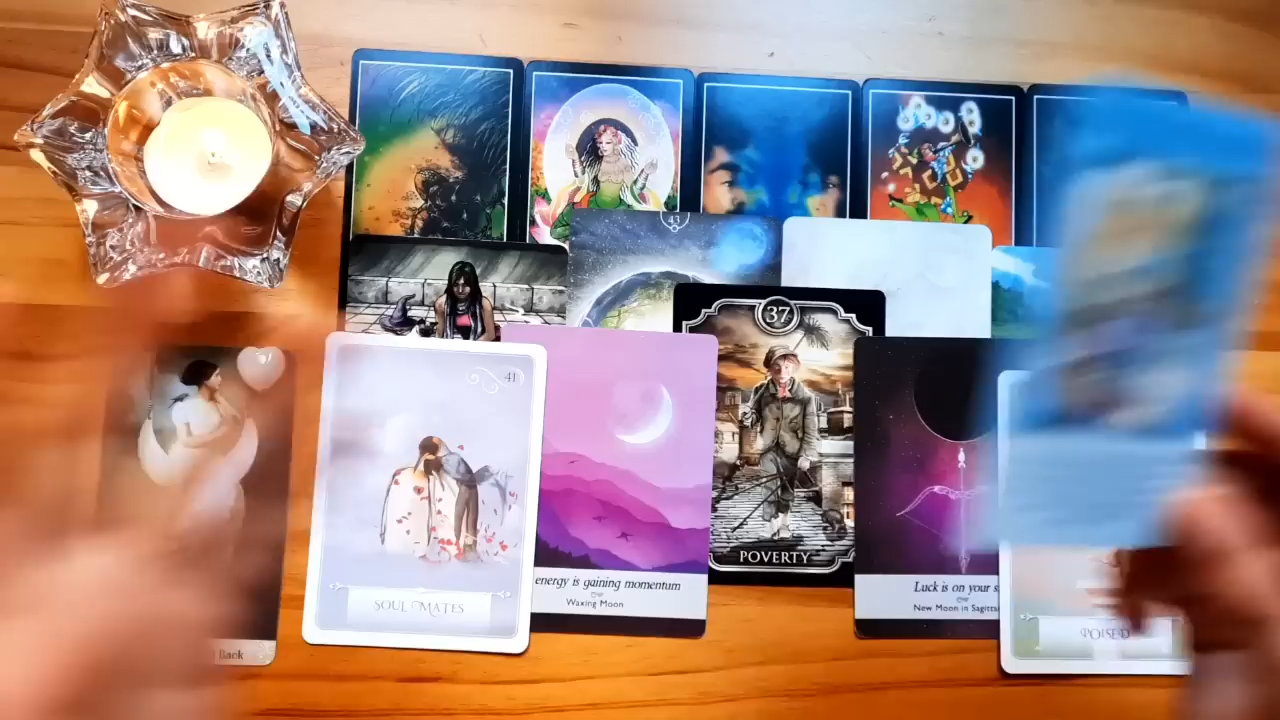 43
37
41
SOUL MATES
energy is gaining momentum
Waxing Moon
POVERTY
Luck is on your s
New Moon in Sagitta
POISED
Back